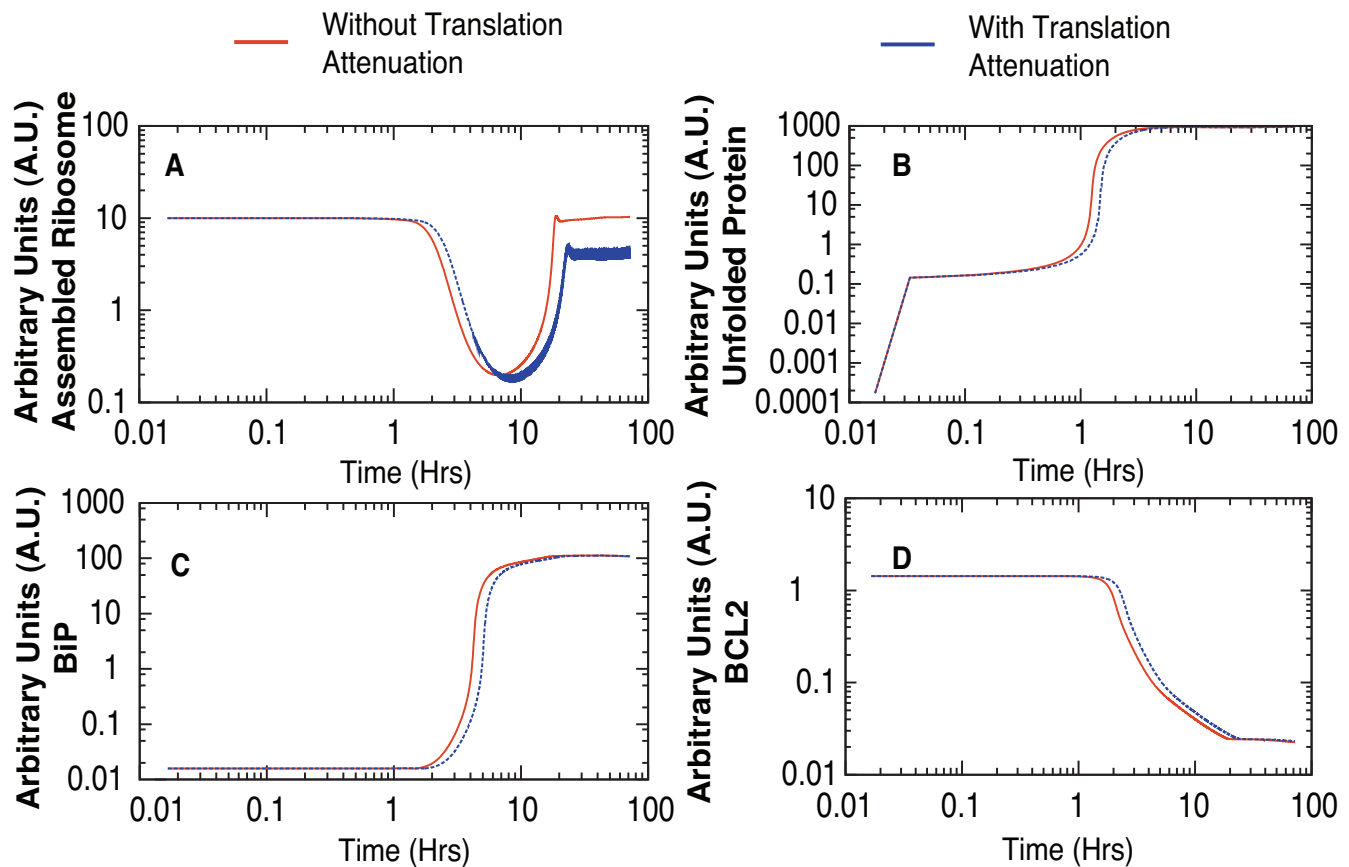 Without Translation
Attenuation
With Translation
Attenuation
Arbitrary Units (A.U.)
Assembled Ribosome
100
10
1
0.1
A
0.01 0.1 1 10 100
Time (Hrs)
Arbitrary Units (A.U.)
Unfolded Protein
1000
100
10
1
0.1
0.01
0.001
0.0001
B
0.01 0.1 1 10 100
Time (Hrs)
Arbitrary Units (A.U.)
BiP
1000
100
10
1
0.1
0.01
C
0.01 0.1 1 10 100
Time (Hrs)
Arbitrary Units (A.U.)
BCL2
10
1
0.1
0.01
D
0.01 0.1 1 10 100
Time (Hrs)